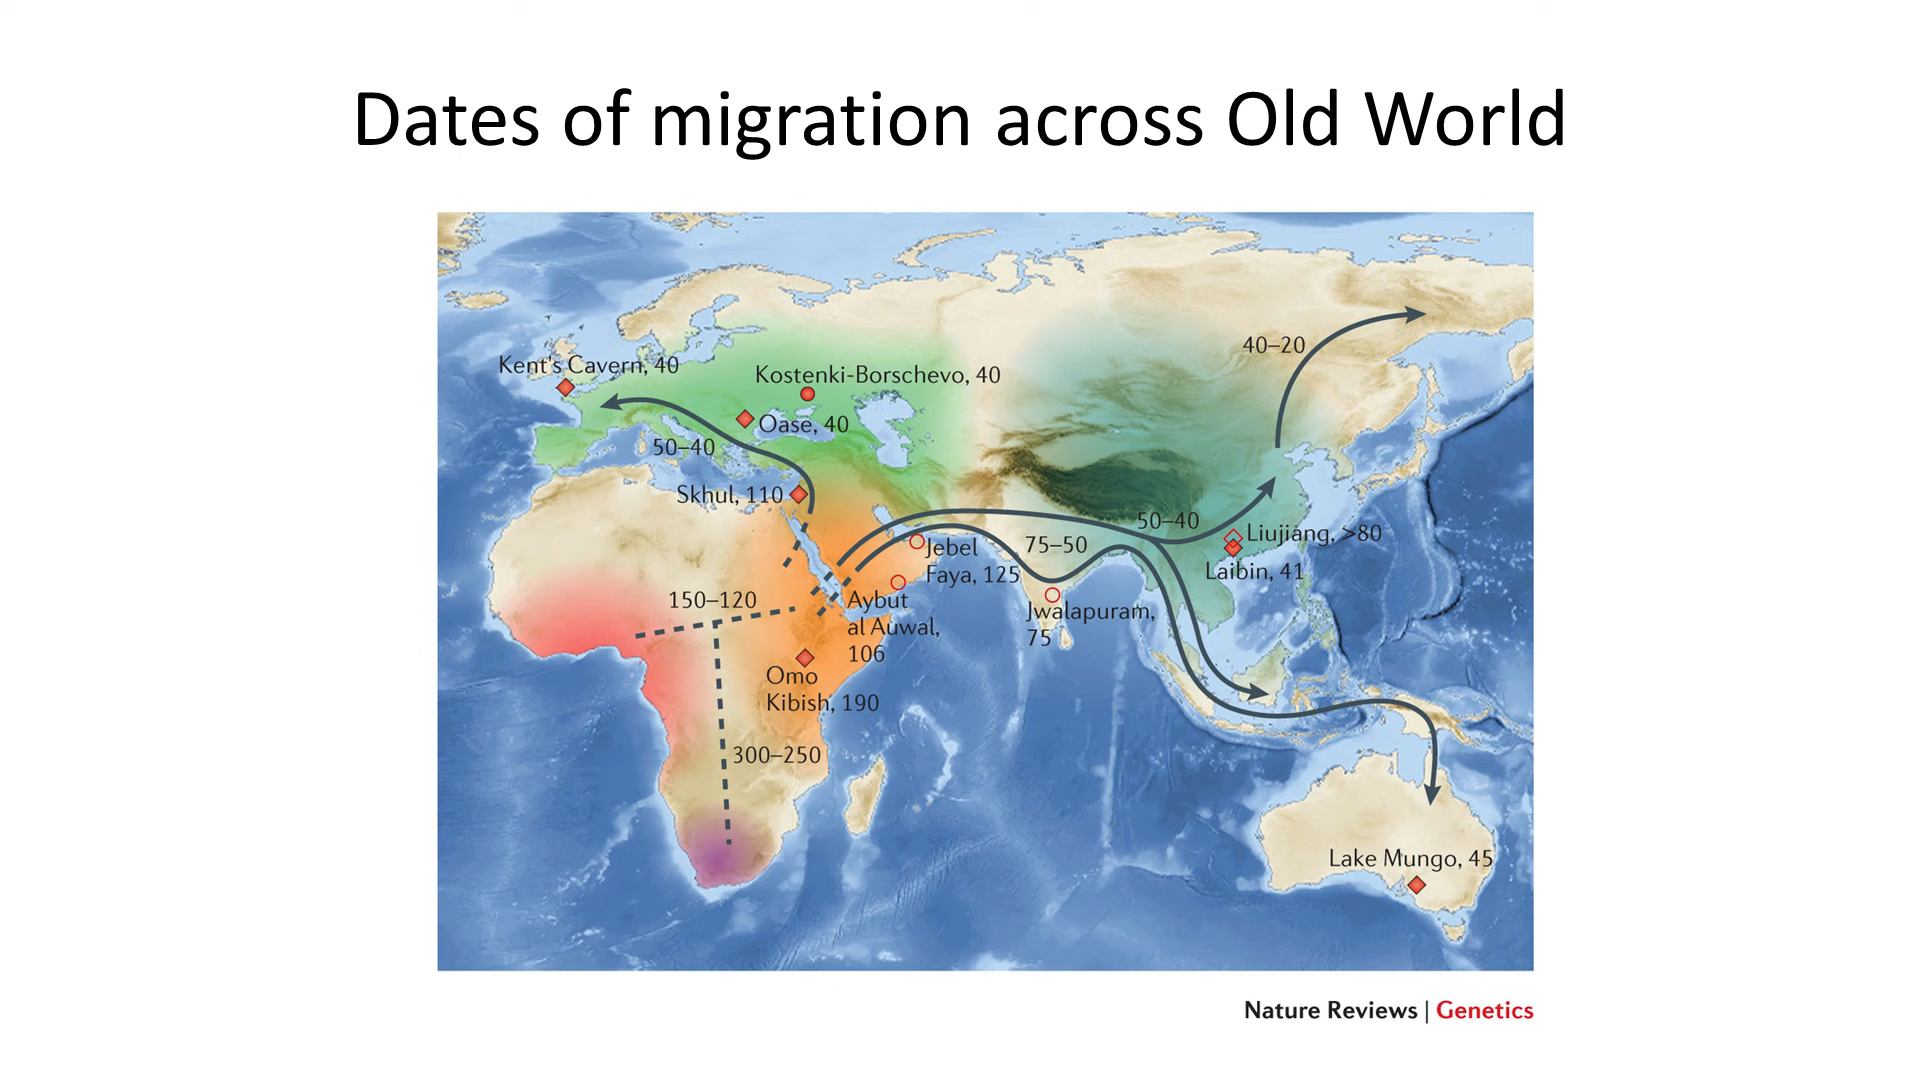 Dates of migration across Old World
40–20
Kent's Cavern, 40
Kostenki-Borschevo, 40
Oase, 40
50–40
Skhul, 110
50–40
Liujiang, >80
75–50
Jebel
Faya, 125
Laibin, 41
150–120
Aybut
al Auwal,
106
Jwalapuram,
75
Omo
Kibish, 190
300–250
Lake Mungo, 45
Nature Reviews | Genetics